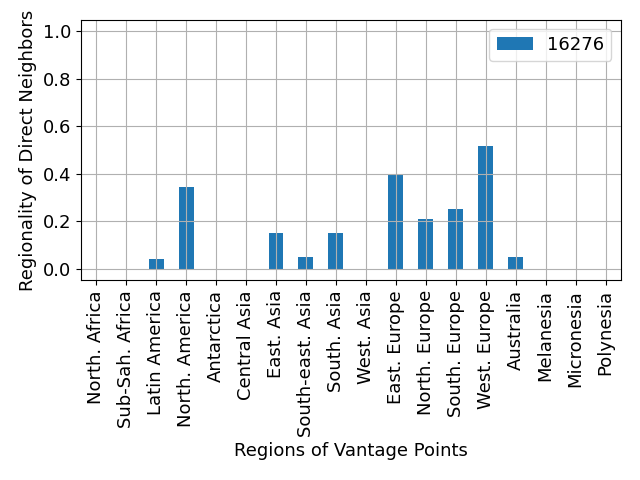 Regionality of Direct Neighbors
1.0
0.8
0.6
0.4
0.2
0.0
16276
North. Africa
Sub-Sah. Africa
Latin America
North. America
Antarctica
Central Asia
East. Asia
South-east. Asia
South. Asia
West. Asia
East. Europe
North. Europe
South. Europe
West. Europe
Australia
Melanesia
Micronesia
Polynesia
Regions of Vantage Points